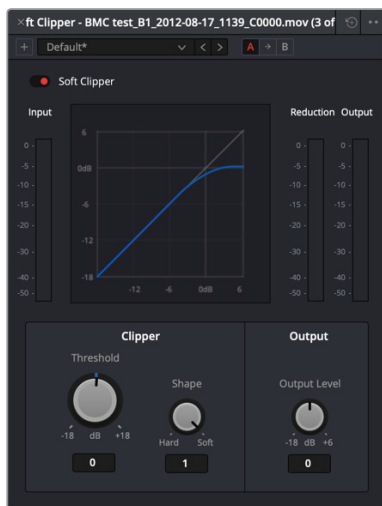 ft Clipper - BMC test_B1_2012-08-17_1139_C0000.mov (3 of
Default*
A B
Soft Clipper
Input Reduction Output
0 -
-5 -
-10 -
-15 -
-20 -
-30 -
-40 -
-50 -
6
0dB
-6
-12
-18
-12 -6 0dB 6
0 -
-5 -
-10 -
-15 -
-20 -
-30 -
-40 -
-50 -
0 -
-5 -
-10 -
-15 -
-20 -
-30 -
-40 -
-50 -
Clipper
Threshold
-18 dB +18
0
Shape
Hard Soft
1
Output
Output Level
-18 dB +6
0